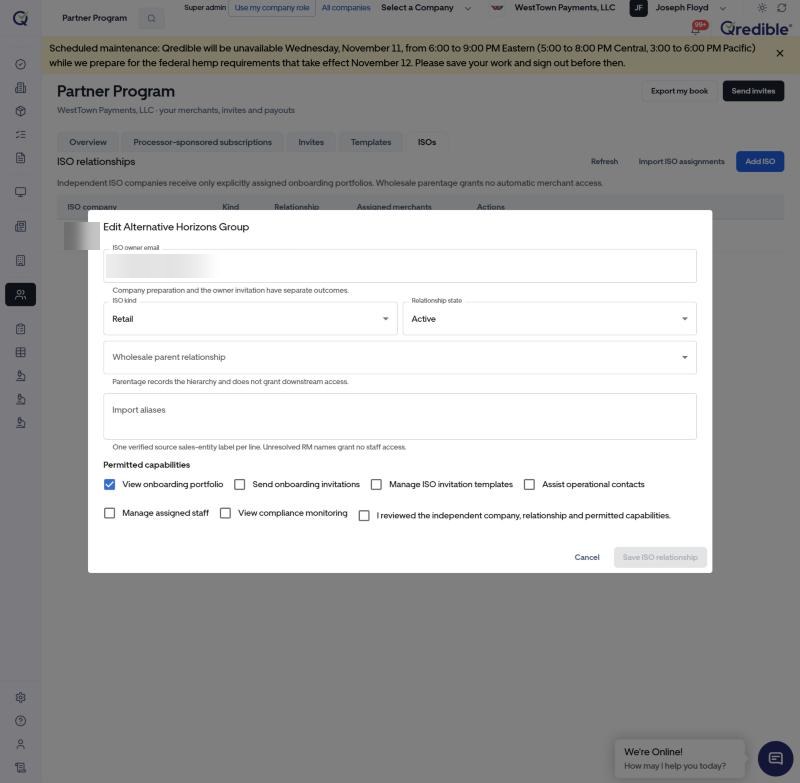 Super admin Use my company role All companies Select a Company WestTown Payments, LLC JF Joseph Floyd
Partner Program
99+
Qredible
Scheduled maintenance: Qredible will be unavailable Wednesday, November 11, from 6:00 to 9:00 PM Eastern (5:00 to 8:00 PM Central, 3:00 to 6:00 PM Pacific)
while we prepare for the federal hemp requirements that take effect November 12. Please save your work and sign out before then.
Partner Program
Export my book Send invites
WestTown Payments, LLC · your merchants, invites and payouts
Overview Processor-sponsored subscriptions Invites Templates ISOs
ISO relationships Refresh Import ISO assignments Add ISO
Independent ISO companies receive only explicitly assigned onboarding portfolios. Wholesale parentage grants no automatic merchant access.
ISO company Kind Relationship Assigned merchants Actions
Edit Alternative Horizons Group
ISO owner email
Company preparation and the owner invitation have separate outcomes.
ISO kind Relationship state
Retail Active
Wholesale parent relationship
Parentage records the hierarchy and does not grant downstream access.
Import aliases
One verified source sales-entity label per line. Unresolved RM names grant no staff access.
Permitted capabilities
View onboarding portfolio Send onboarding invitations Manage ISO invitation templates Assist operational contacts
Manage assigned staff View compliance monitoring I reviewed the independent company, relationship and permitted capabilities.
Cancel Save ISO relationship
We're Online!
How may I help you today?